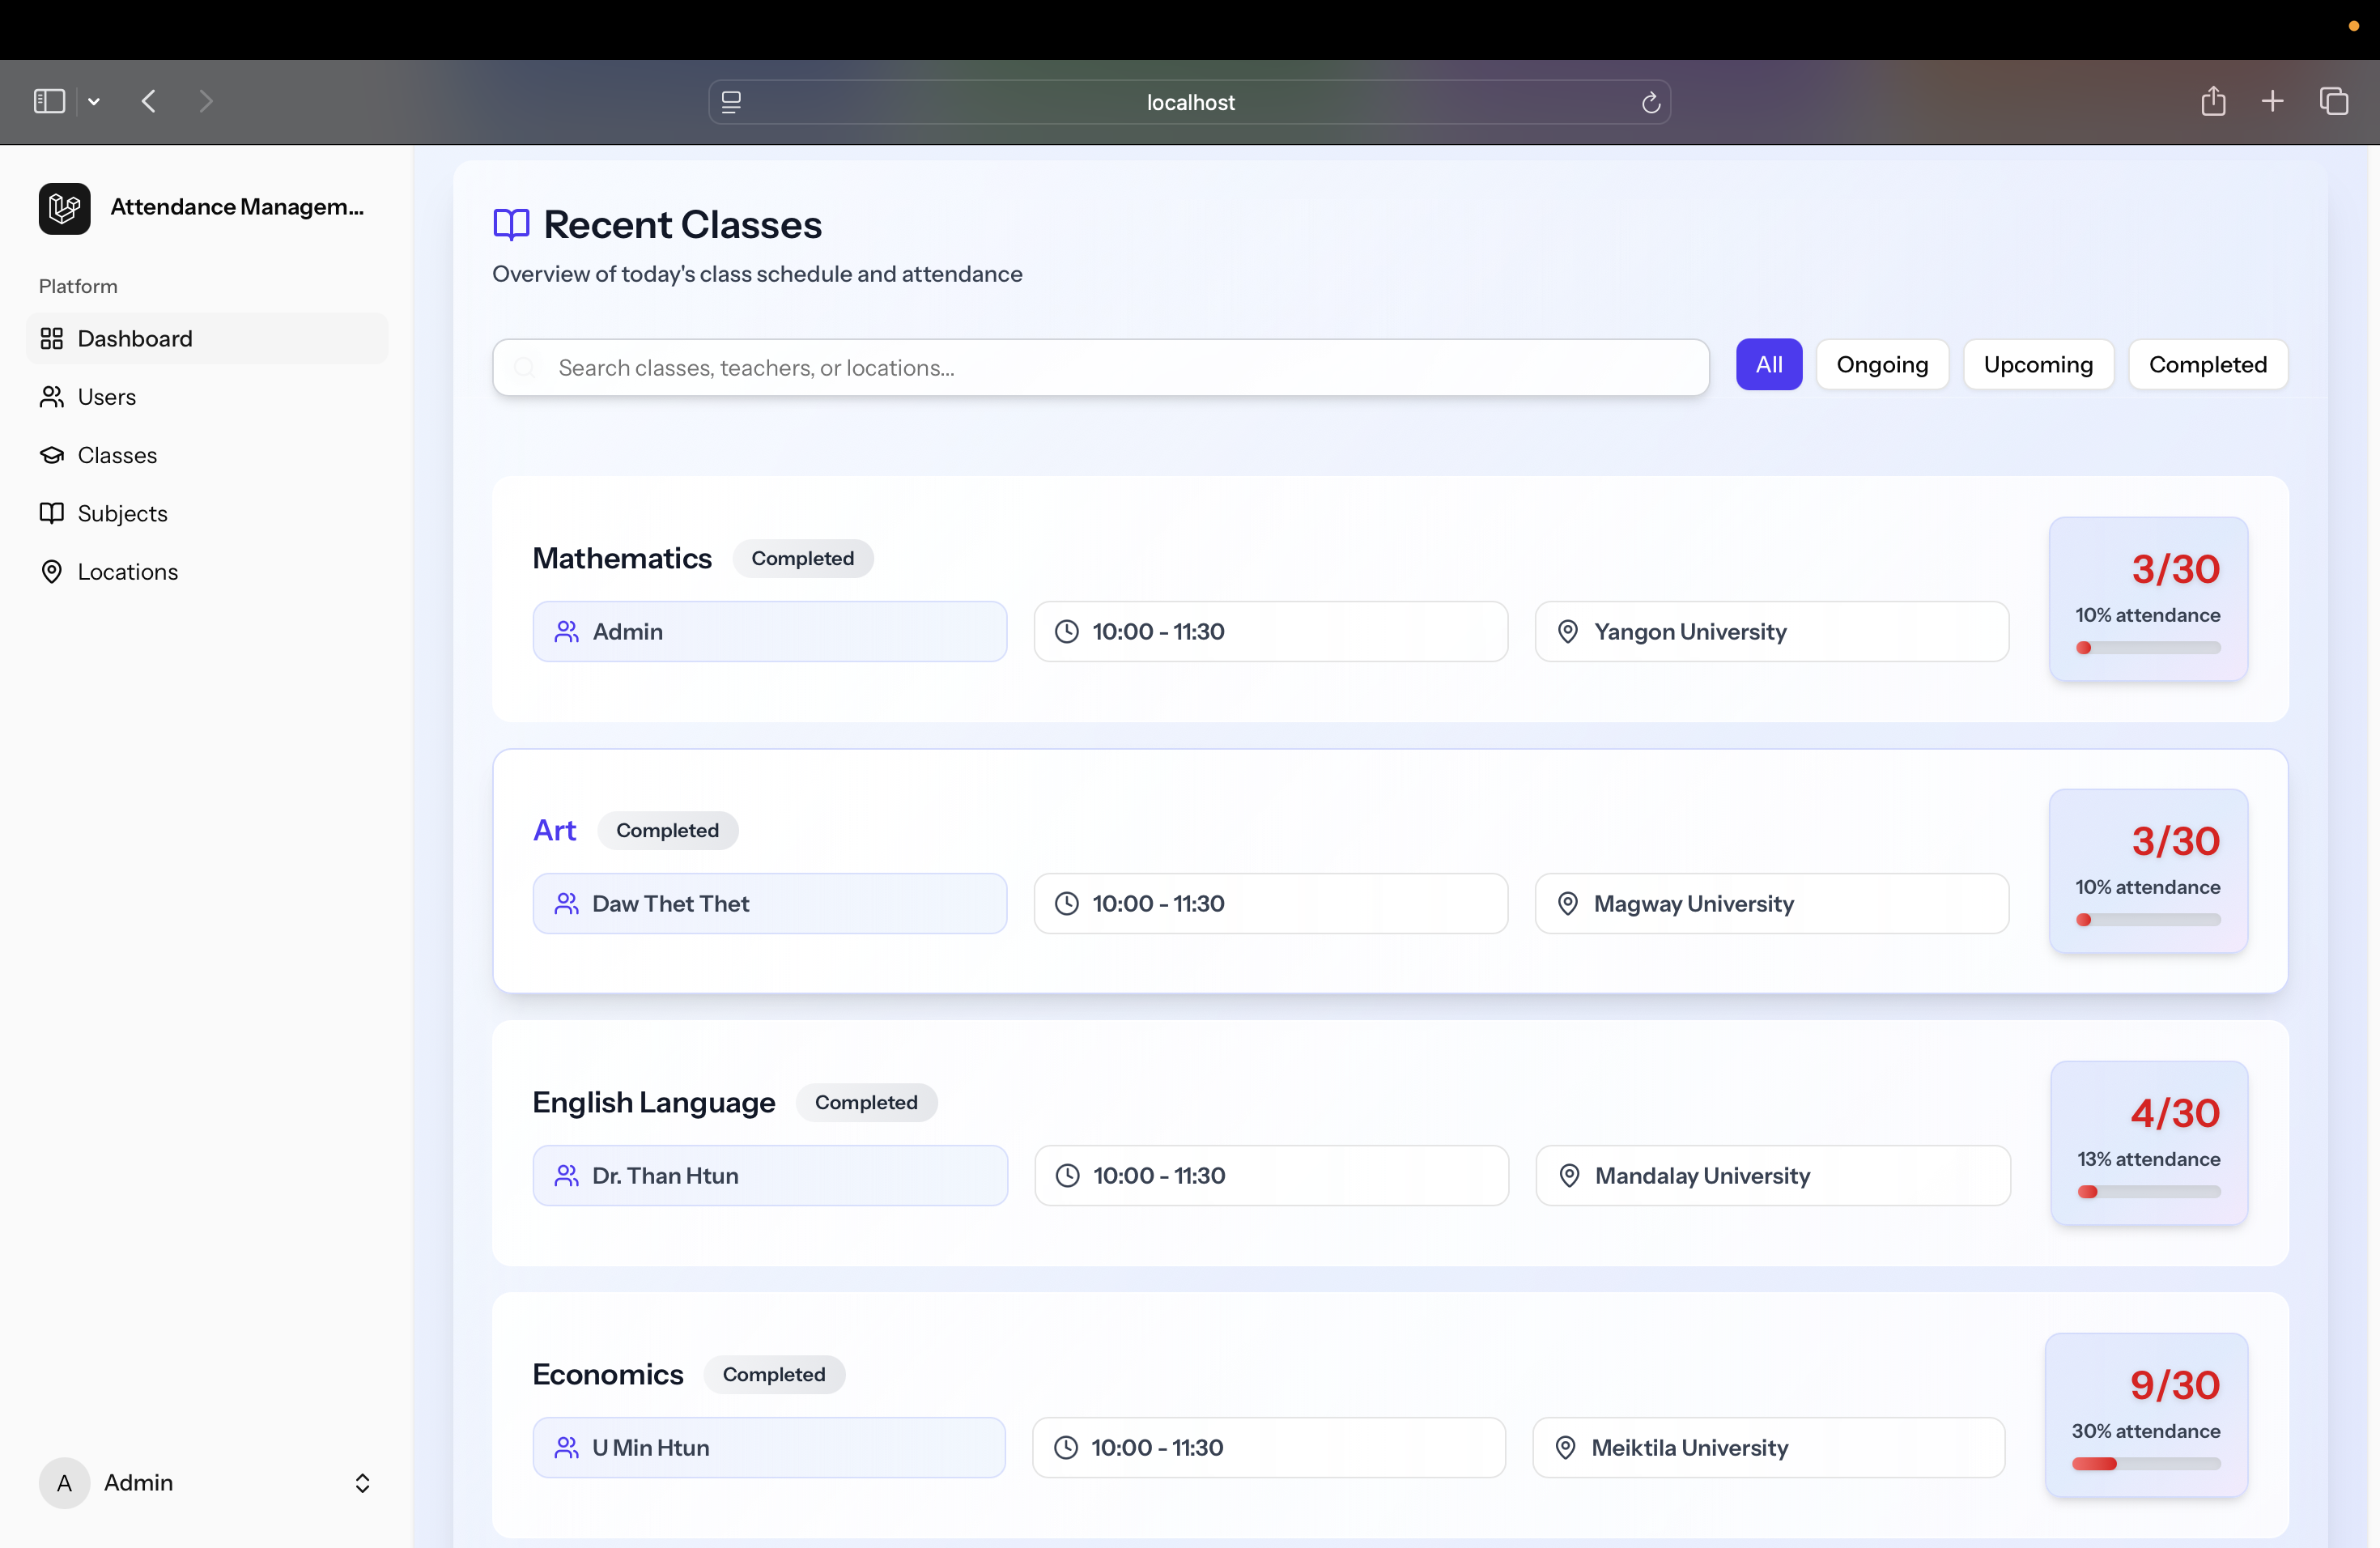 localhost
Attendance Managem...
Platform
Dashboard
Users
Classes
Subjects
Locations
A
Admin
Recent Classes
Overview of today's class schedule and attendance
Search classes, teachers, or locations...
All
Ongoing
Upcoming
Completed
Mathematics
Completed
Admin
10:00 - 11:30
Yangon University
3/30
10% attendance
Art
Completed
Daw Thet Thet
10:00 - 11:30
Magway University
3/30
10% attendance
English Language
Completed
Dr. Than Htun
10:00 - 11:30
Mandalay University
4/30
13% attendance
Economics
Completed
U Min Htun
10:00 - 11:30
Meiktila University
9/30
30% attendance